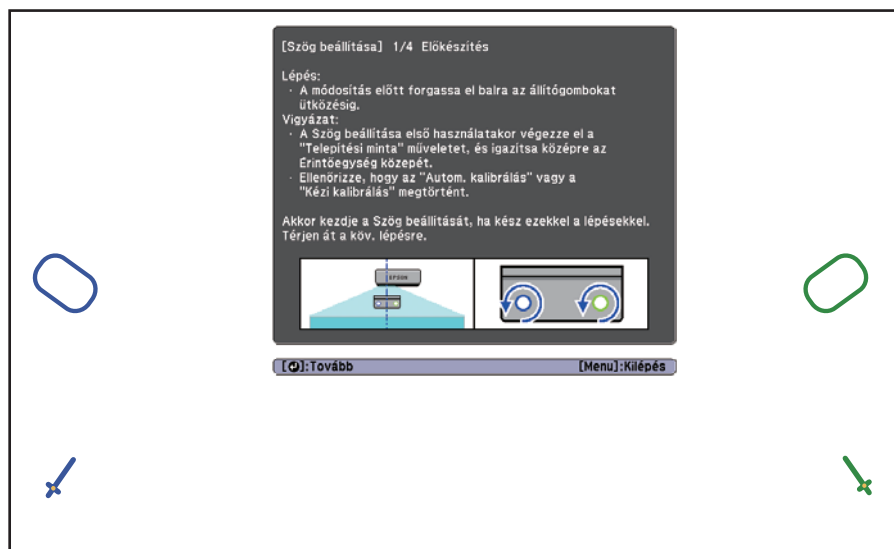 [Szög beállítása] 1/4 Előkészítés
Lépés:
· A módosítás előtt forgassa el balra az állítógombokat
ütközésig.
Vigyázat:
· A Szög beállítása első használatakor végezze el a
"Telepítési minta" műveletet, és igazítsa középre az
Érintőegység közepét.
· Ellenőrizze, hogy az "Autom. kalibrálás" vagy a
"Kézi kalibrálás" megtörtént.
Akkor kezdje a Szög beállítását, ha kész ezekkel a lépésekkel.
Térjen át a köv. lépésre.
EPSON
[↵]:Tovább [Menu]:Kilépés